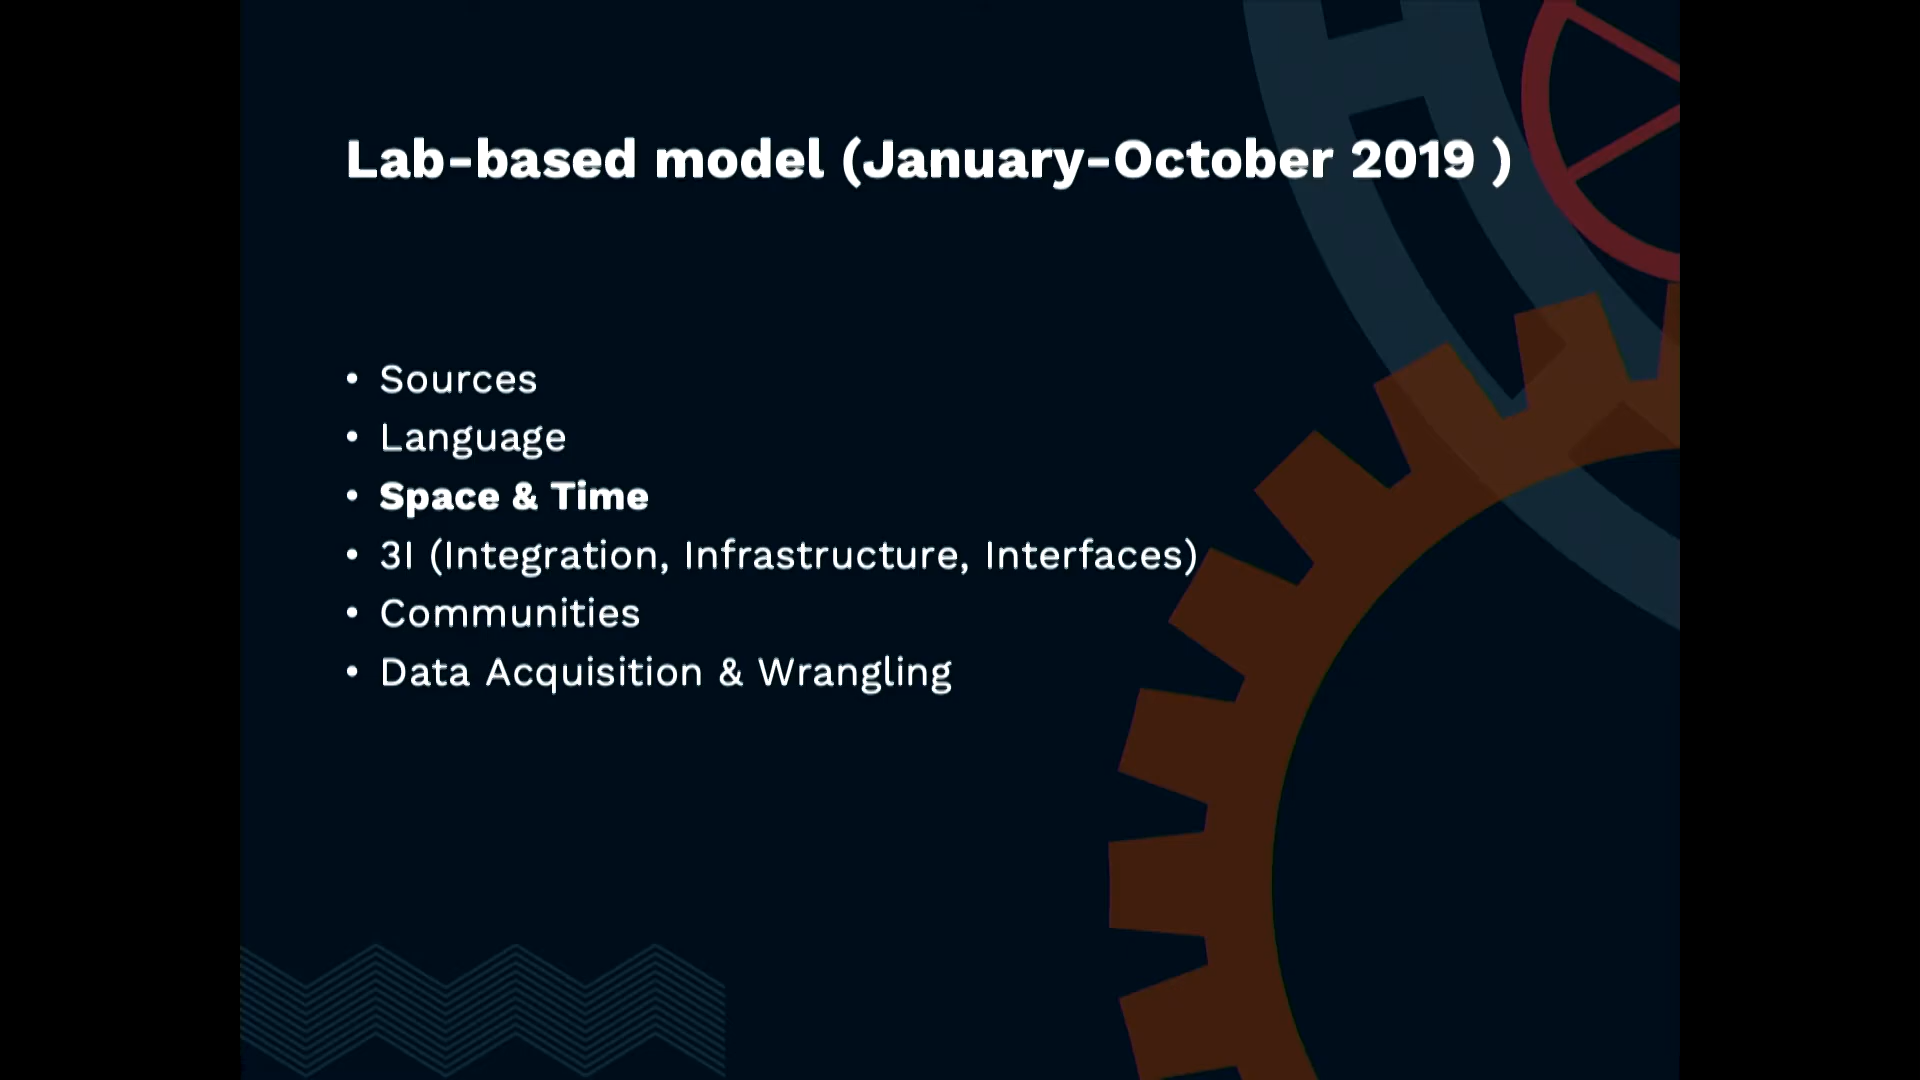 Lab-based model (January-October 2019 )
• Sources
• Language
• Space & Time
• 3I (Integration, Infrastructure, Interfaces)
• Communities
• Data Acquisition & Wrangling